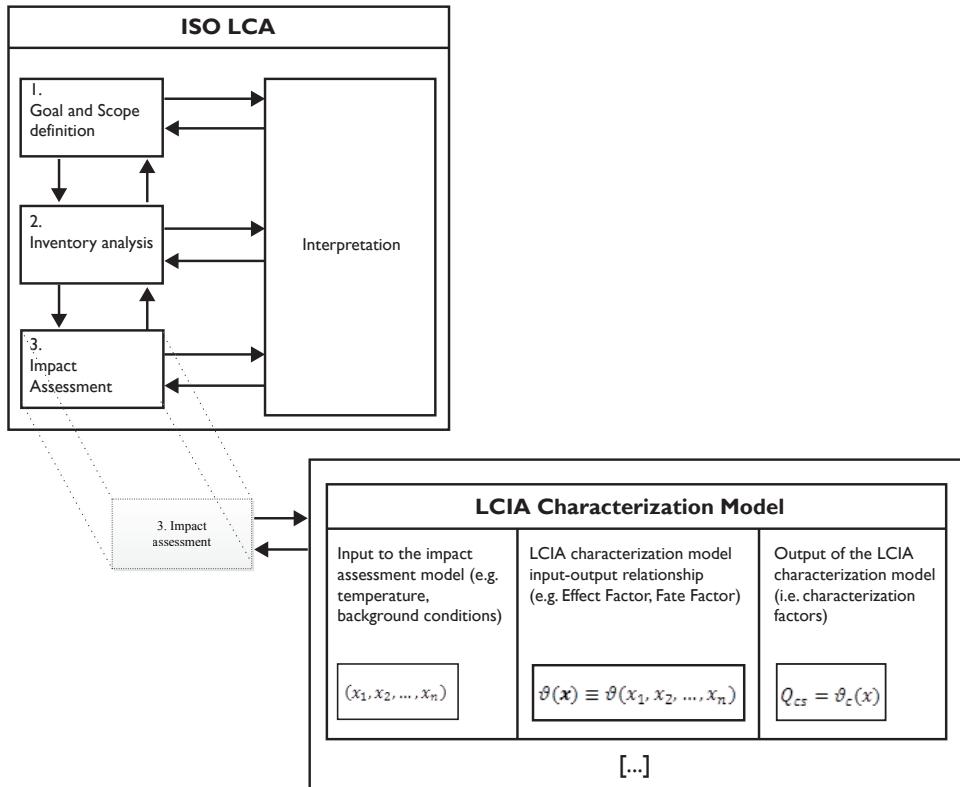 ISO LCA
1.
Goal and Scope
definition
2.
Inventory analysis
3.
Impact
Assessment
Interpretation
3. Impact
assessment
LCIA Characterization Model
Input to the impact
assessment model (e.g.
temperature,
background conditions)
(x₁, x₂, ..., xₙ)
LCIA characterization model
input-output relationship
(e.g. Effect Factor, Fate Factor)
ϑ(x) ≡ ϑ(x₁, x₂, ..., xₙ)
Output of the LCIA
characterization model
(i.e. characterization
factors)
Q_cs = ϑ_c(x)
[...]